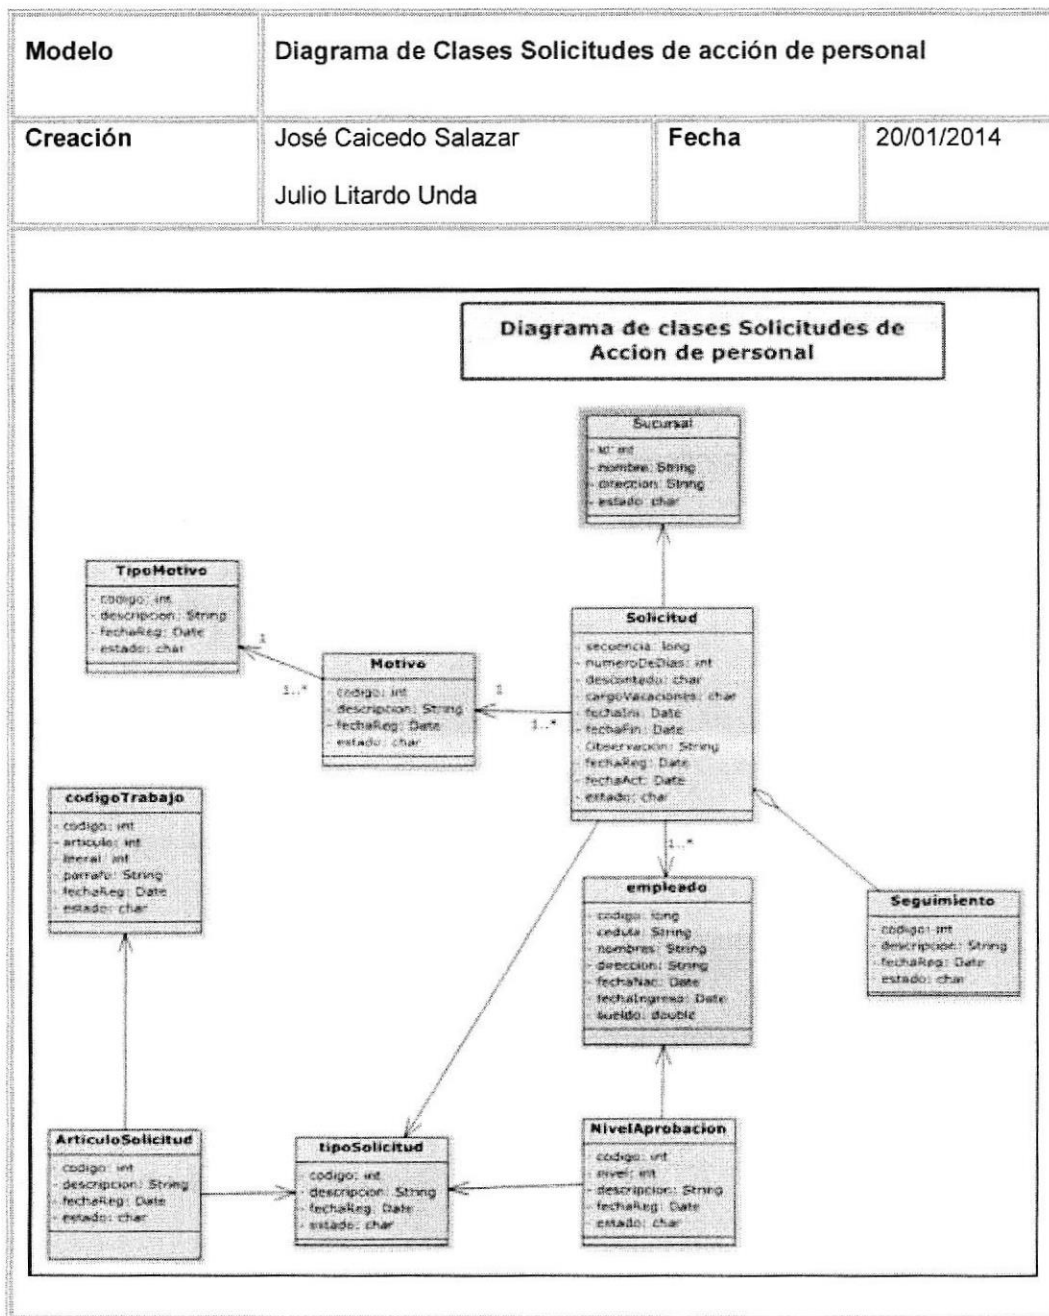 Modelo
Diagrama de Clases Solicitudes de acción de personal
Creación
José Caicedo Salazar
Julio Litardo Unda
Fecha
20/01/2014
Diagrama de clases Solicitudes de
Accion de personal
Sucursal
- id: int
- nombre: String
- direccion: String
- estado: char
TipoMotivo
- codigo: int
- descripcion: String
- fechaReg: Date
- estado: char
1
1..*
Motivo
- codigo: int
- descripcion: String
- fechaReg: Date
- estado: char
1
1..*
Solicitud
- secuencia: long
- numeroDeDias: int
- descontado: char
- cargoVacaciones: char
- fechaIni: Date
- fechaFin: Date
- Observacion: String
- fechaReg: Date
- fechaAct: Date
- estado: char
1..*
codigoTrabajo
- codigo: int
- articulo: int
- literal: int
- parrafo: String
- fechaReg: Date
- estado: char
empleado
- codigo: long
- cedula: String
- nombres: String
- direccion: String
- fechaNac: Date
- fechaIngreso: Date
- sueldo: double
Seguimiento
- codigo: int
- descripcion: String
- fechaReg: Date
- estado: char
ArticuloSolicitud
- codigo: int
- descripcion: String
- fechaReg: Date
- estado: char
tipoSolicitud
- codigo: int
- descripcion: String
- fechaReg: Date
- estado: char
NivelAprobacion
- codigo: int
- nivel: int
- descripcion: String
- fechaReg: Date
- estado: char